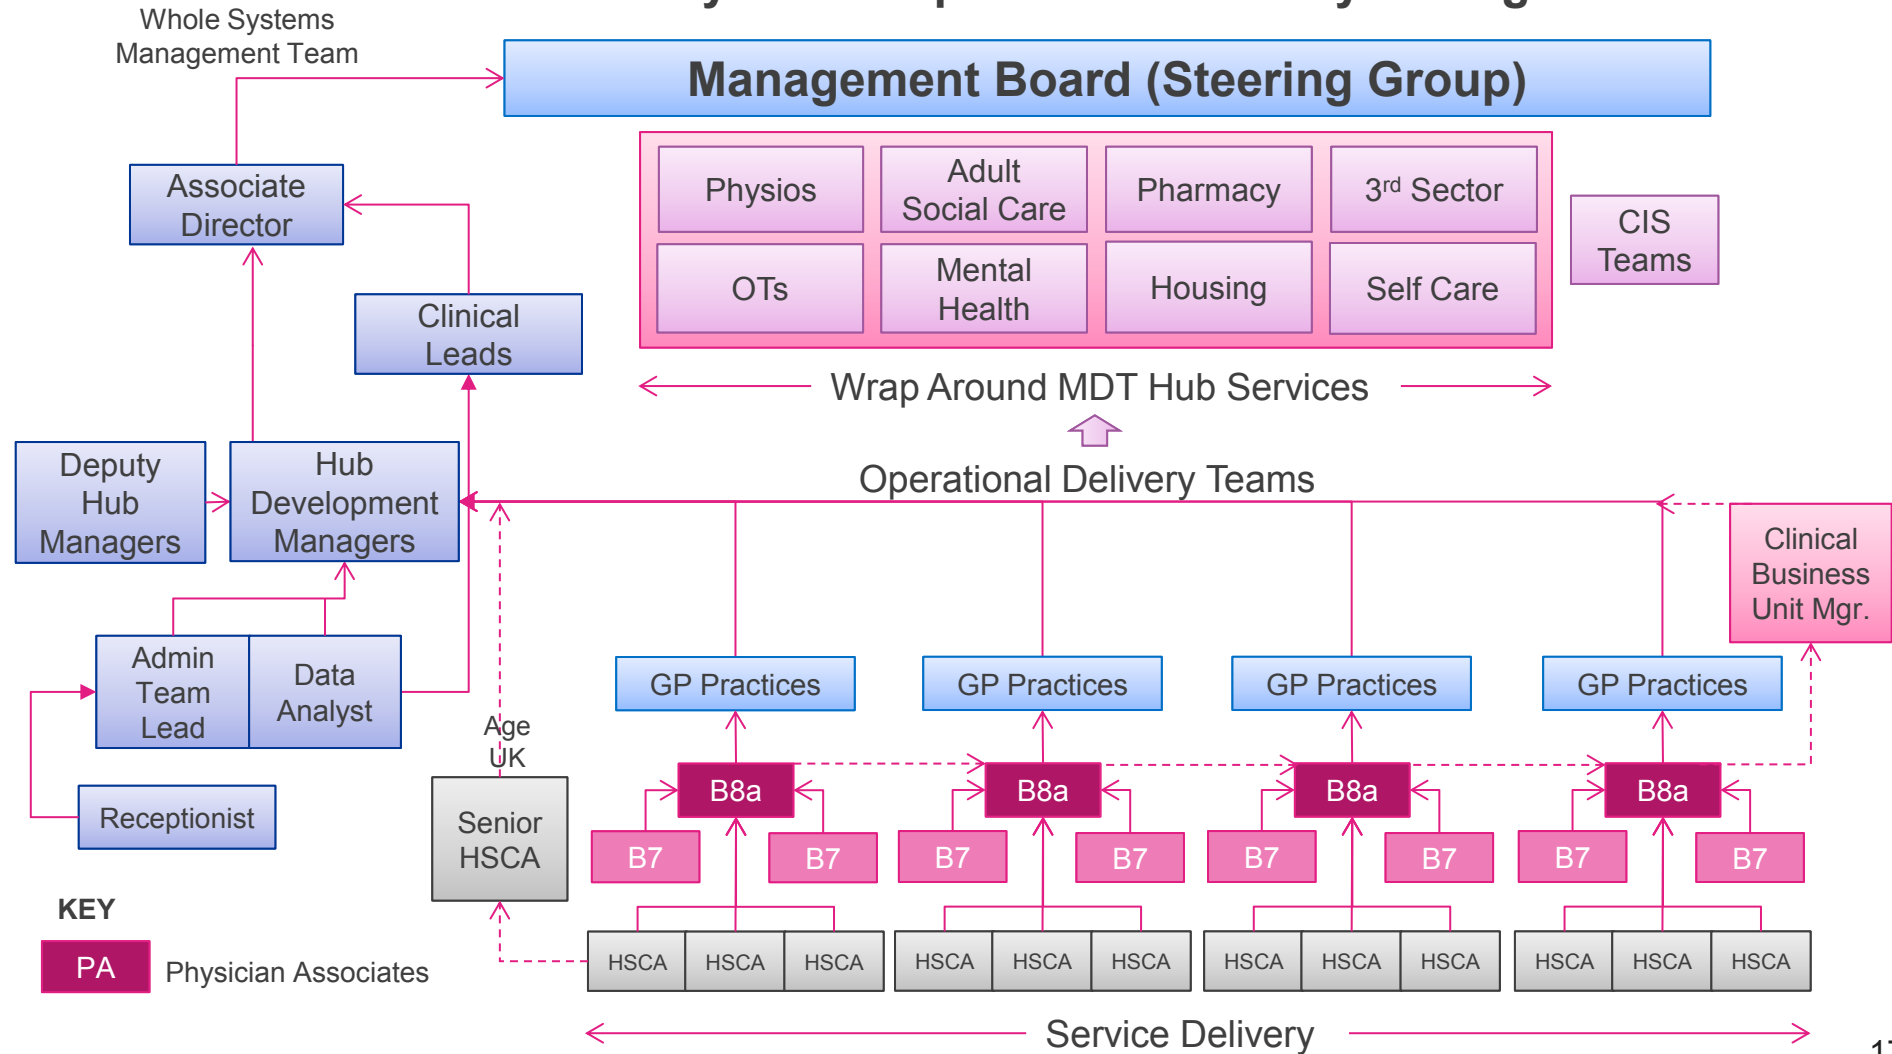 Whole Systems
Management Team
Management Board (Steering Group)
Associate
Director
Physios
Adult
Social Care
Pharmacy
3rd Sector
CIS
Teams
OTs
Mental
Health
Housing
Self Care
Clinical
Leads
Wrap Around MDT Hub Services
Deputy
Hub
Managers
Hub
Development
Managers
Operational Delivery Teams
Clinical
Business
Unit Mgr.
Admin
Team
Lead
Data
Analyst
GP Practices
GP Practices
GP Practices
GP Practices
Age
UK
Receptionist
Senior
HSCA
B8a
B8a
B8a
B8a
B7
B7
B7
B7
B7
B7
B7
B7
KEY
PA
Physician Associates
HSCA
HSCA
HSCA
HSCA
HSCA
HSCA
HSCA
HSCA
HSCA
HSCA
HSCA
HSCA
Service Delivery